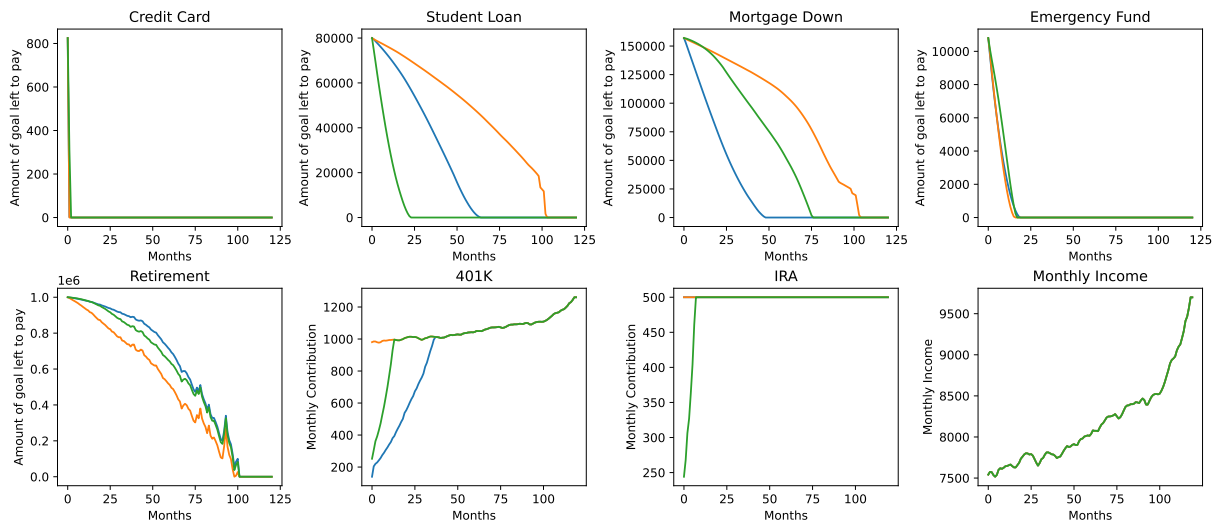 Credit Card
Amount of goal left to pay
800
600
400
200
0
0 25 50 75 100 125
Months
Student Loan
Amount of goal left to pay
80000
60000
40000
20000
0
0 25 50 75 100 125
Months
Mortgage Down
Amount of goal left to pay
150000
125000
100000
75000
50000
25000
0
0 25 50 75 100 125
Months
Emergency Fund
Amount of goal left to pay
10000
8000
6000
4000
2000
0
0 25 50 75 100 125
Months
Retirement
1e6
Amount of goal left to pay
1.0
0.8
0.6
0.4
0.2
0.0
0 25 50 75 100 125
Months
401K
Monthly Contribution
1200
1000
800
600
400
200
0 25 50 75 100 125
Months
IRA
Monthly Contribution
500
450
400
350
300
250
0 25 50 75 100
Months
Monthly Income
Monthly Income
9500
9000
8500
8000
7500
0 25 50 75 100 125
Months